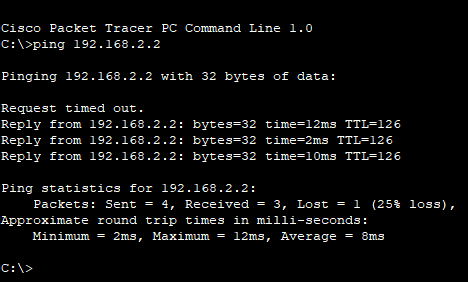 Cisco Packet Tracer PC Command Line 1.0
C:\>ping 192.168.2.2
Pinging 192.168.2.2 with 32 bytes of data:
Request timed out.
Reply from 192.168.2.2: bytes=32 time=12ms TTL=126
Reply from 192.168.2.2: bytes=32 time=2ms TTL=126
Reply from 192.168.2.2: bytes=32 time=10ms TTL=126
Ping statistics for 192.168.2.2:
    Packets: Sent = 4, Received = 3, Lost = 1 (25% loss),
Approximate round trip times in milli-seconds:
    Minimum = 2ms, Maximum = 12ms, Average = 8ms
C:\>